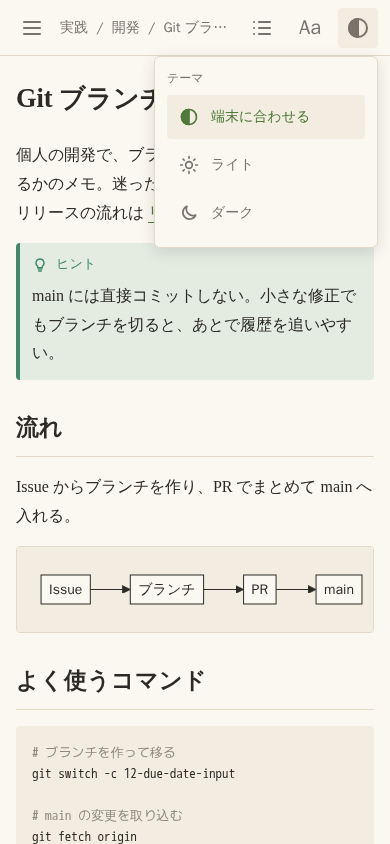 実践 / 開発 / Git ブラ…
Aa
テーマ
端末に合わせる
ライト
ダーク
Git ブランチ
個人の開発で、ブラ
るかのメモ。迷った
リリースの流れは
ヒント
main には直接コミットしない。小さな修正で
もブランチを切ると、あとで履歴を追いやす
い。
流れ
Issue からブランチを作り、PR でまとめて main へ
入れる。
Issue ブランチ PR main
よく使うコマンド
# ブランチを作って移る
git switch -c 12-due-date-input
# main の変更を取り込む
git fetch origin